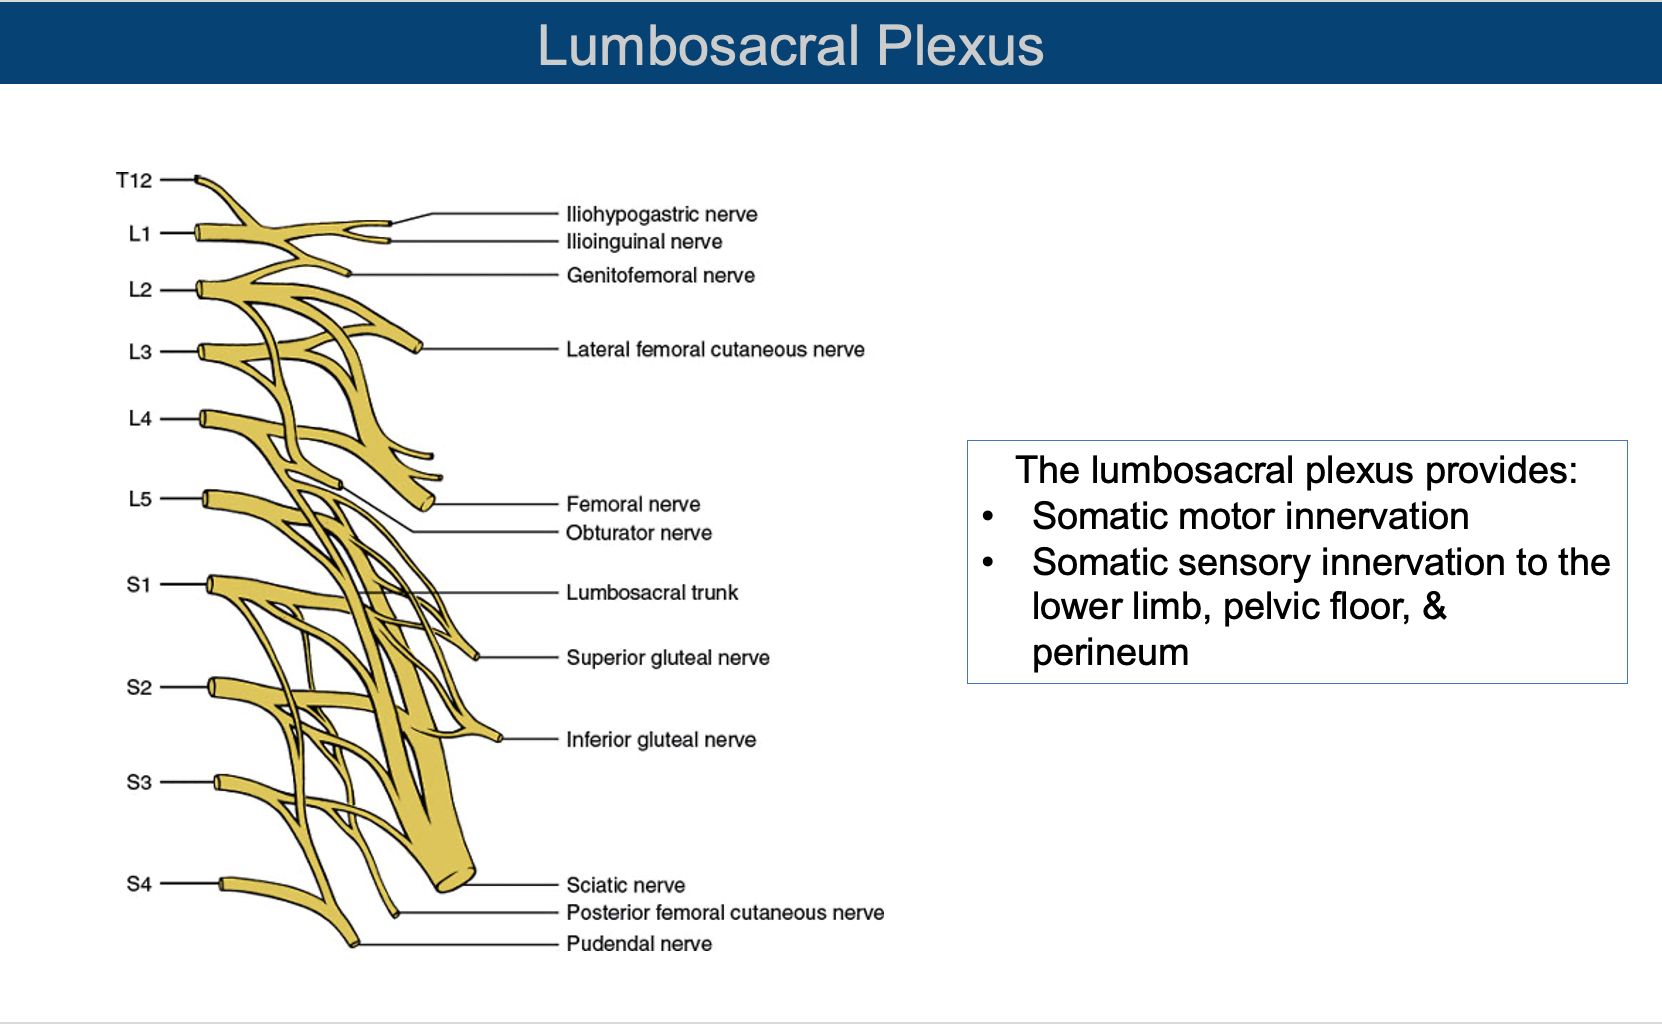 Lumbosacral Plexus
T12
L1
L2
L3
L4
L5
S1
S2
S3
S4
Iliohypogastric nerve
Ilioinguinal nerve
Genitofemoral nerve
Lateral femoral cutaneous nerve
Femoral nerve
Obturator nerve
Lumbosacral trunk
Superior gluteal nerve
Inferior gluteal nerve
Sciatic nerve
Posterior femoral cutaneous nerve
Pudendal nerve
The lumbosacral plexus provides:
• Somatic motor innervation
• Somatic sensory innervation to the
lower limb, pelvic floor, &
perineum